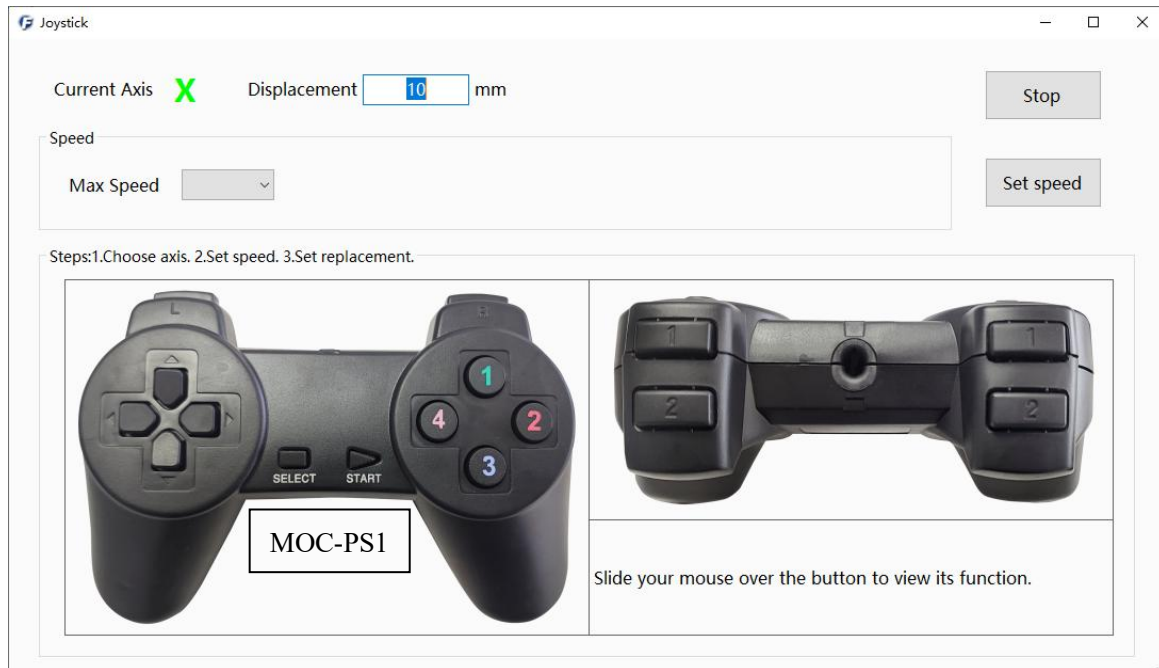 Joystick
Current Axis X Displacement 10 mm
Stop
Speed
Max Speed
Set speed
Steps:1.Choose axis. 2.Set speed. 3.Set replacement.
L
R
1
4
2
3
SELECT START
MOC-PS1
1 1
2 2
Slide your mouse over the button to view its function.